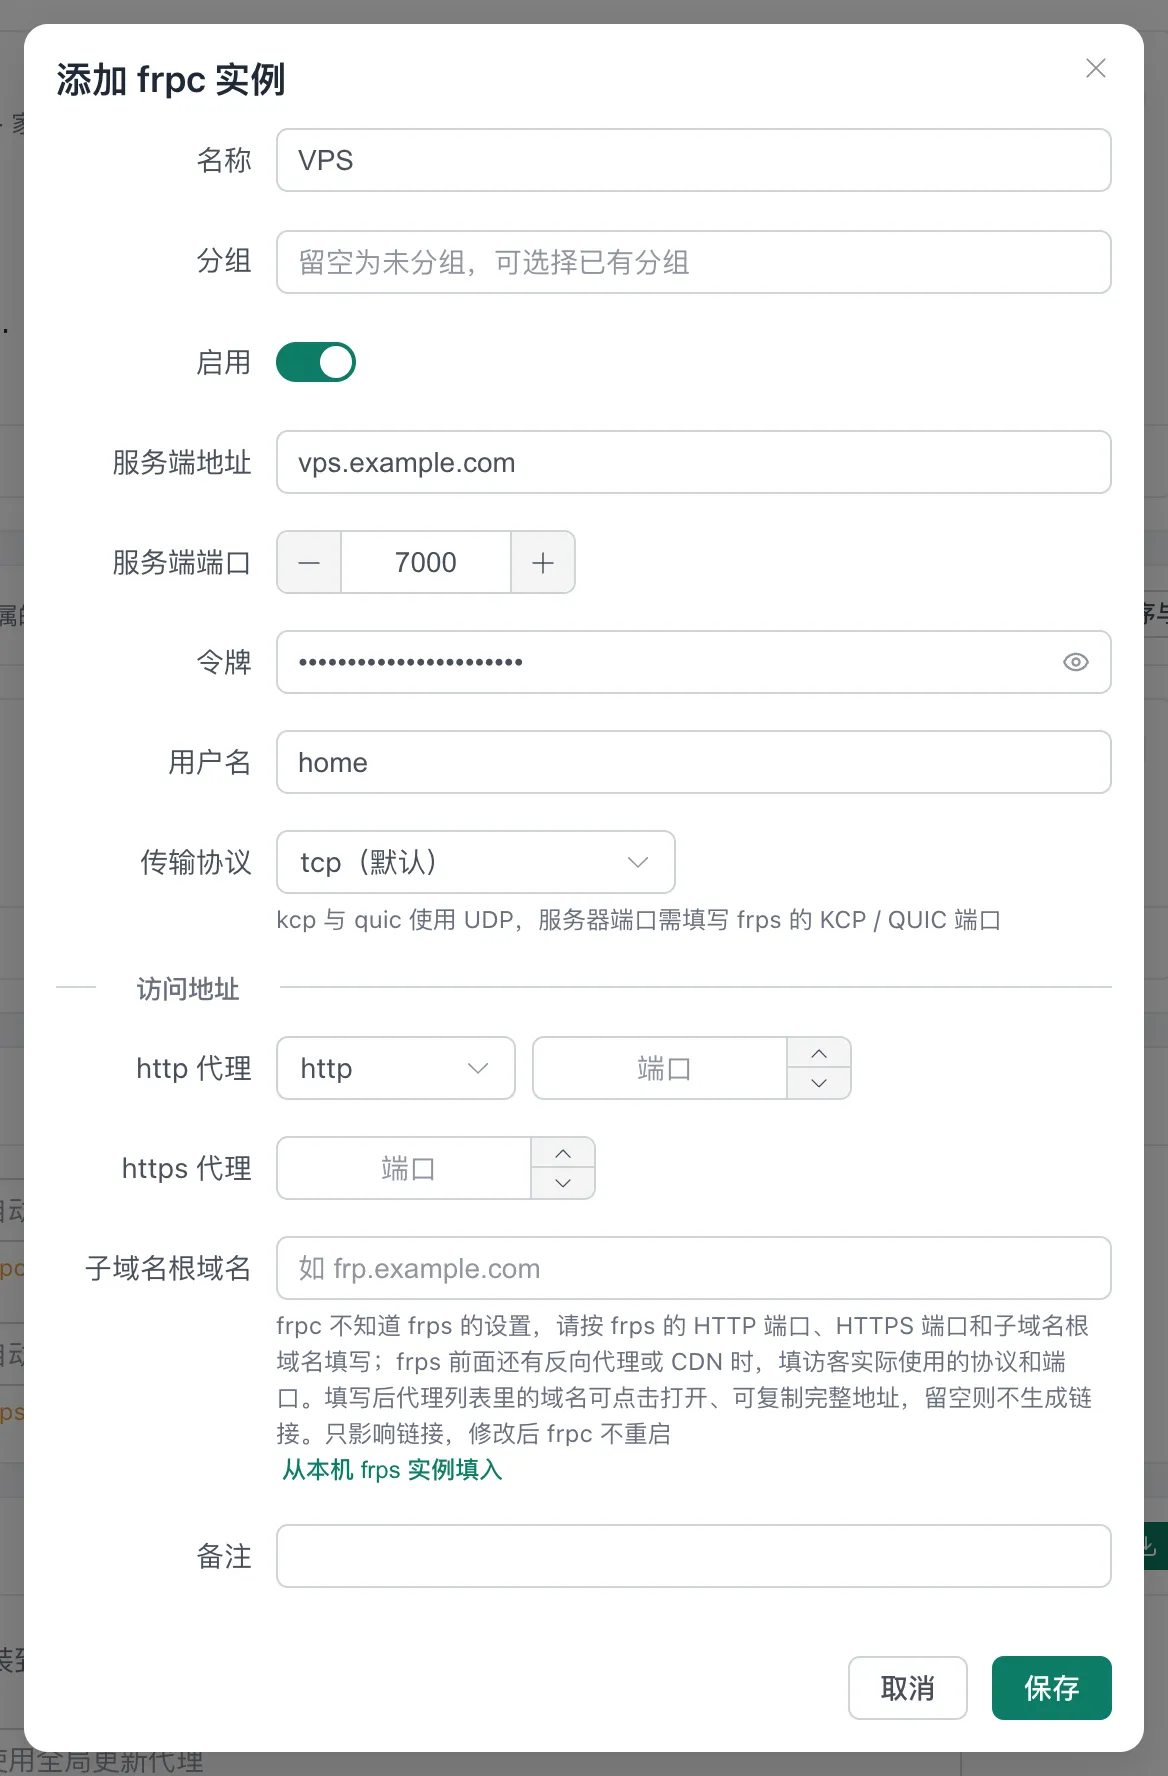 添加 frpc 实例
名称
VPS
分组
留空为未分组，可选择已有分组
启用
服务端地址
vps.example.com
服务端端口
7000
令牌
•••••••••••••••••••••••
用户名
home
传输协议
tcp（默认）
kcp 与 quic 使用 UDP，服务器端口需填写 frps 的 KCP / QUIC 端口
访问地址
http 代理
http
端口
https 代理
端口
子域名根域名
如 frp.example.com
frpc 不知道 frps 的设置，请按 frps 的 HTTP 端口、HTTPS 端口和子域名根
域名填写；frps 前面还有反向代理或 CDN 时，填访客实际使用的协议和端
口。填写后代理列表里的域名可点击打开、可复制完整地址，留空则不生成链
接。只影响链接，修改后 frpc 不重启
从本机 frps 实例填入
备注
取消
保存
使用全局更新代理